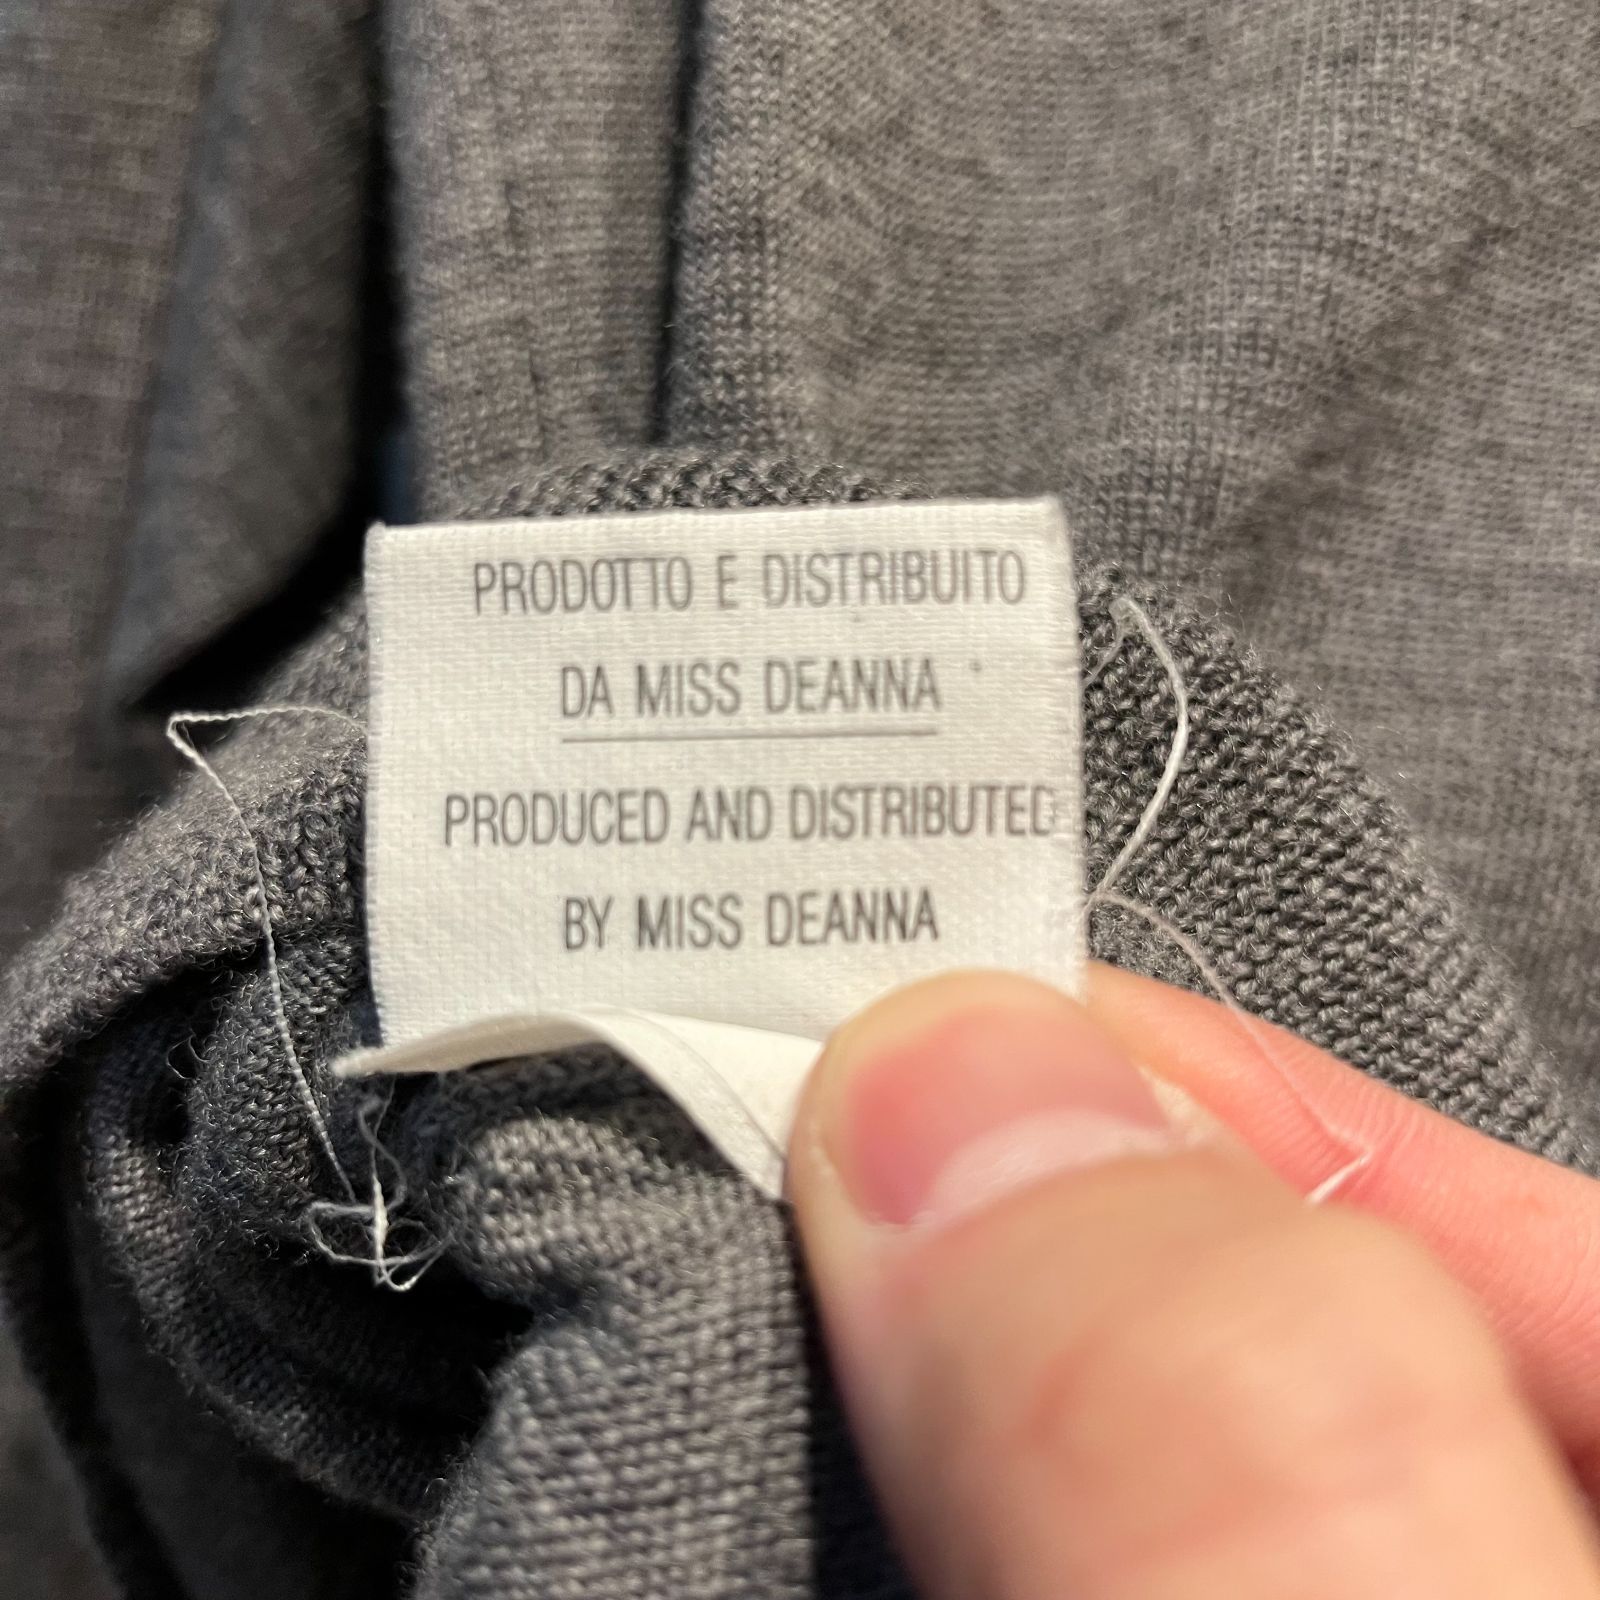 PRODOTTO E DISTRIBUITO
DA MISS DEANNA
PRODUCED AND DISTRIBUTED
BY MISS DEANNA